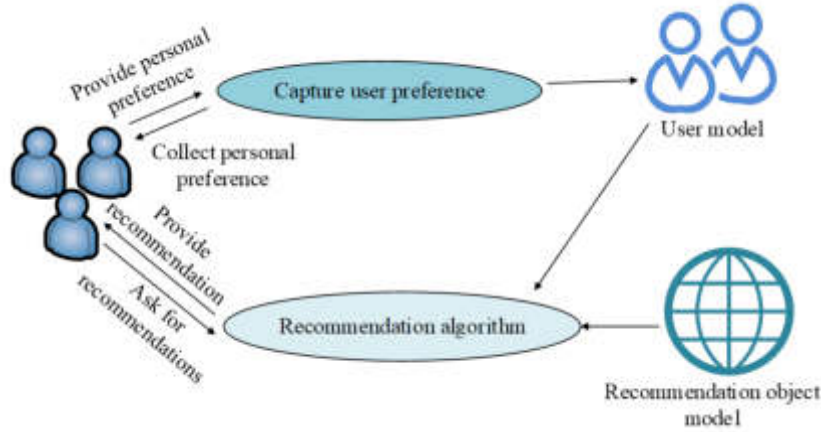 Provide personal
preference
Capture user preference
User model
Collect personal
preference
Provide
recommendation
Ask for
recommendations
Recommendation algorithm
Recommendation object
model